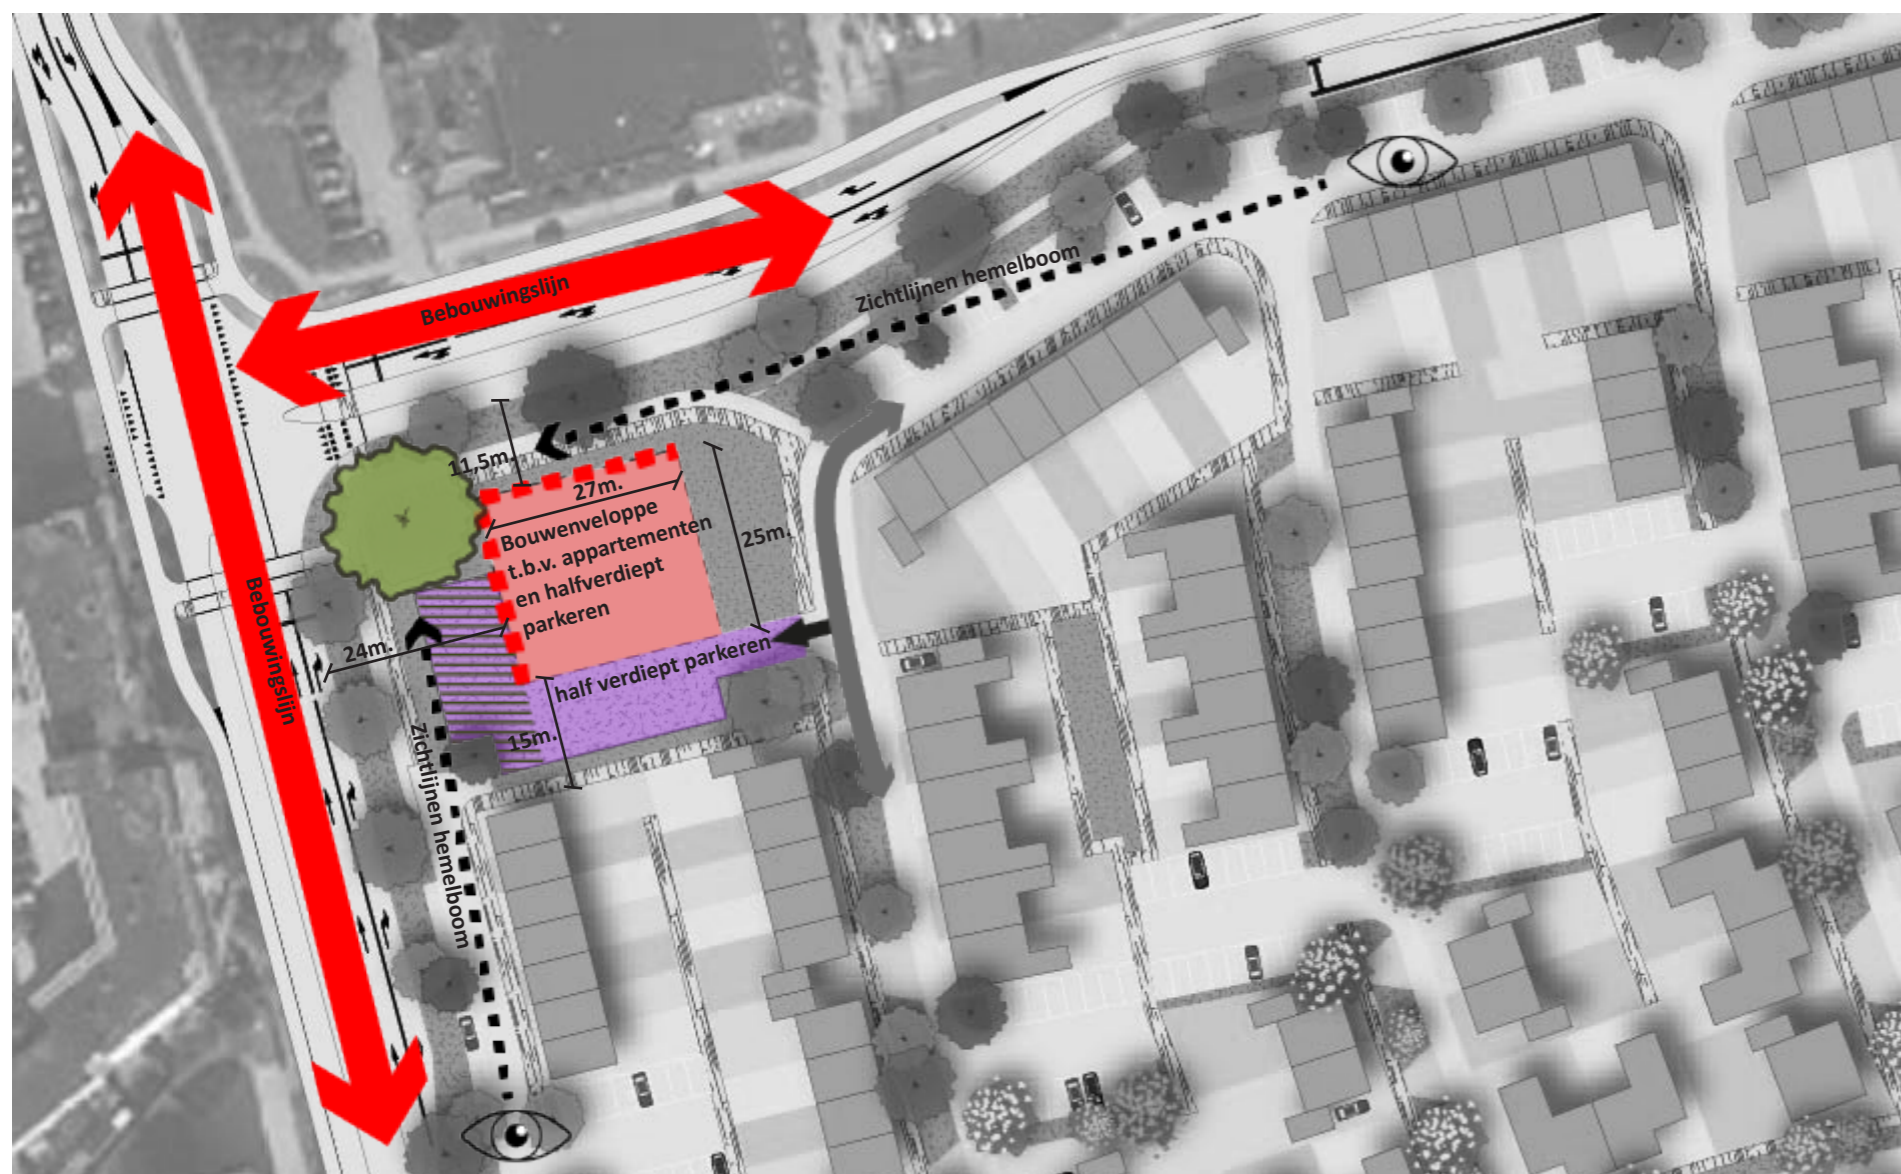 Bebouwingslijn
Zichtlijnen hemelboom
11,5m.
27m.
Bouwenveloppe
t.b.v. appartementen
en halfverdiept
parkeren
25m.
24m.
half verdiept parkeren
15m.
Bebouwingslijn
Zichtlijnen hemelboom